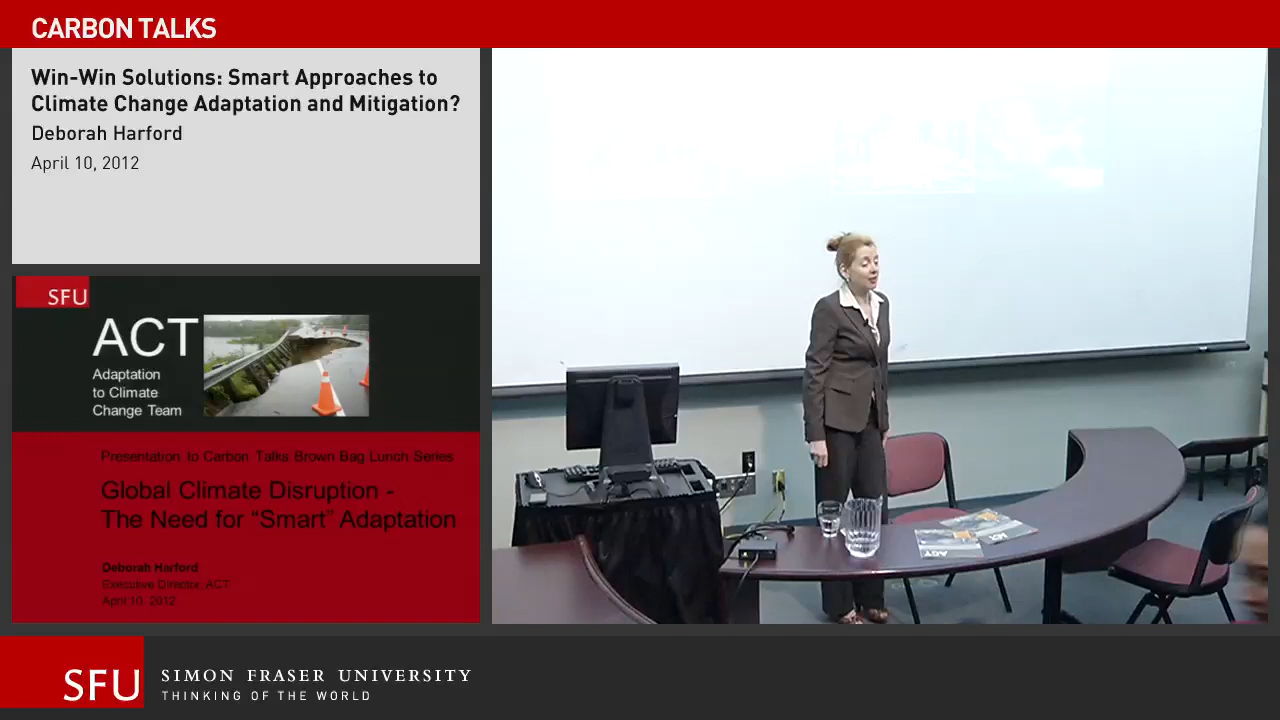 CARBON TALKS
Win-Win Solutions: Smart Approaches to
Climate Change Adaptation and Mitigation?
Deborah Harford
April 10, 2012
SFU
ACT
Adaptation
to Climate
Change Team
Presentation to Carbon Talks Brown Bag Lunch Series
Global Climate Disruption -
The Need for “Smart” Adaptation
Deborah Harford
Executive Director, ACT
April 10, 2012
ACT
SFU
SIMON FRASER UNIVERSITY
THINKING OF THE WORLD